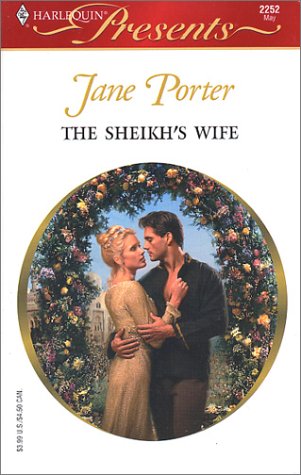 HARLEQUIN
Presents
2252
May
Jane Porter
THE SHEIKH'S WIFE
$3.99 U.S./$4.50 CAN.